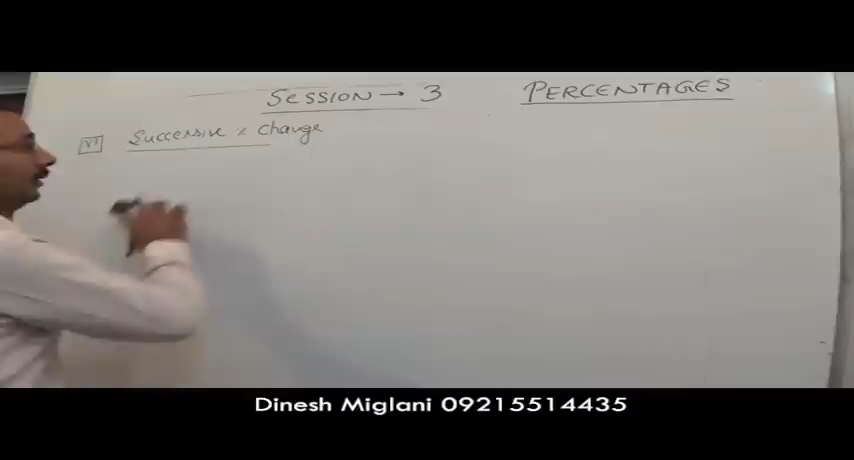 SESSION → 3 PERCENTAGES
VI Successive % change
Dinesh Miglani 09215514435